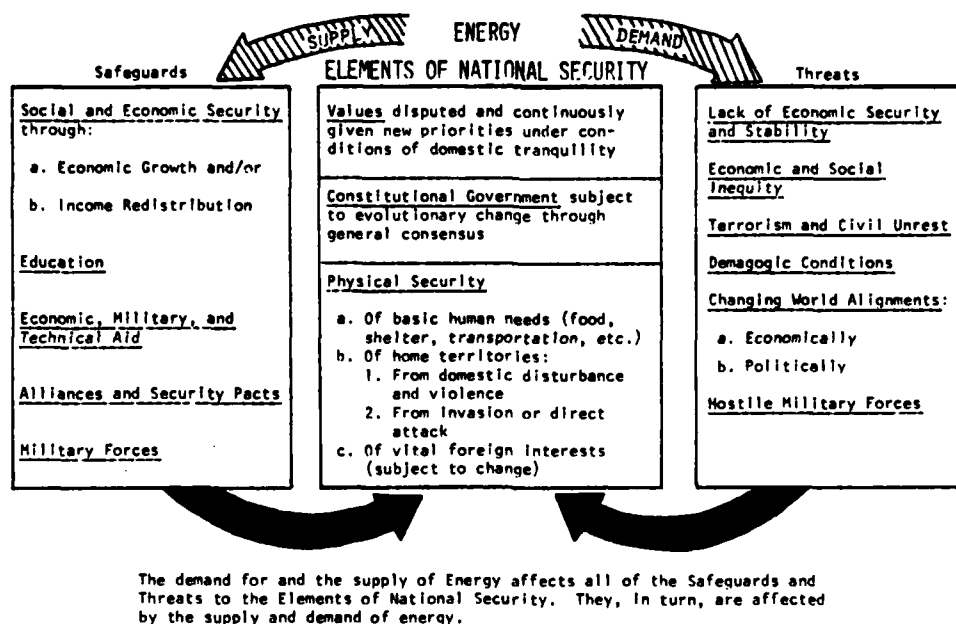 ENERGY
SUPPLY
DEMAND
Safeguards
ELEMENTS OF NATIONAL SECURITY
Threats
Social and Economic Security
through:
a. Economic Growth and/or
b. Income Redistribution
Education
Economic, Military, and
Technical Aid
Alliances and Security Pacts
Military Forces
Values disputed and continuously
given new priorities under con-
ditions of domestic tranquility
Constitutional Government subject
to evolutionary change through
general consensus
Physical Security
a. Of basic human needs (food,
shelter, transportation, etc.)
b. Of home territories:
1. From domestic disturbance
and violence
2. From invasion or direct
attack
c. Of vital foreign interests
(subject to change)
Lack of Economic Security
and Stability
Economic and Social
Inequity
Terrorism and Civil Unrest
Demagogic Conditions
Changing World Alignments:
a. Economically
b. Politically
Hostile Military Forces
The demand for and the supply of Energy affects all of the Safeguards and
Threats to the Elements of National Security. They, in turn, are affected
by the supply and demand of energy.